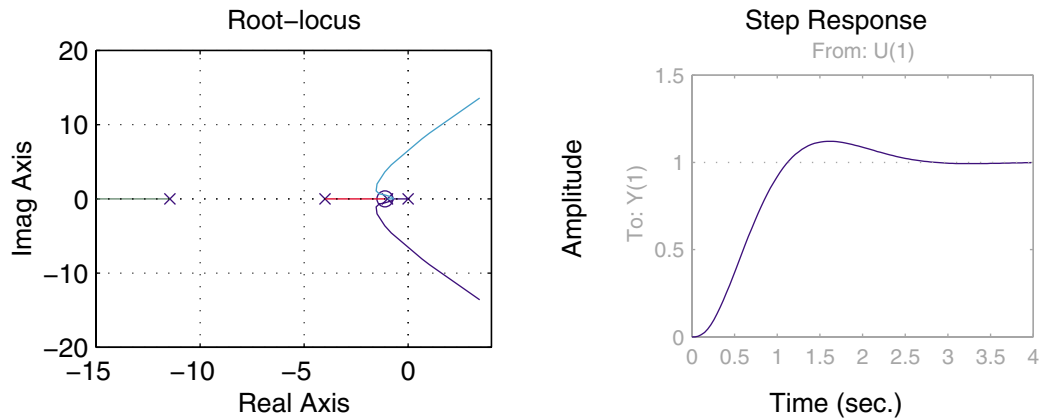 Root-locus
20
10
0
-10
-20
-15
-10
-5
0
Imag Axis
Real Axis
Step Response
From: U(1)
1.5
1
0.5
0
0
0.5
1
1.5
2
2.5
3
3.5
4
Amplitude
To: Y(1)
Time (sec.)